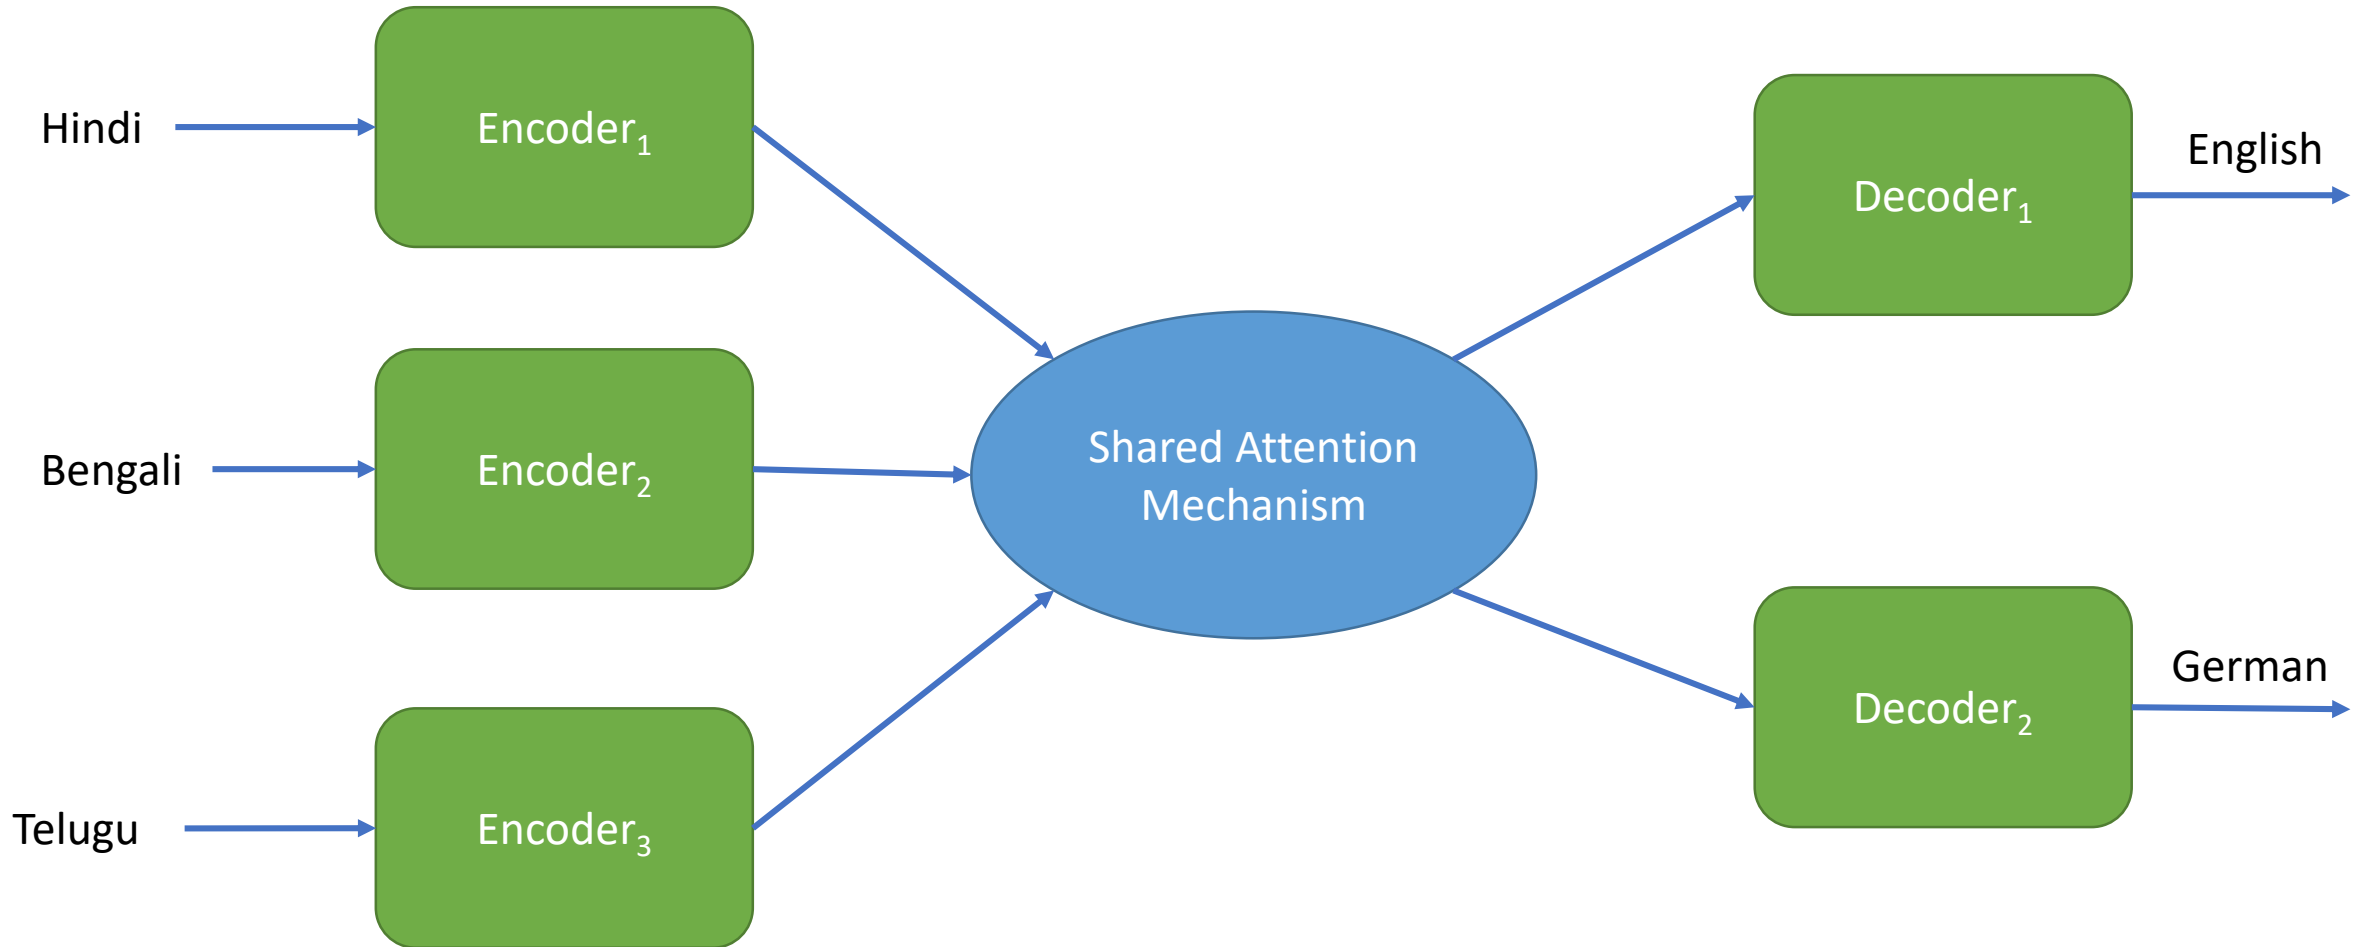 Hindi
Encoder₁
Bengali
Encoder₂
Telugu
Encoder₃
Shared Attention
Mechanism
Decoder₁
English
Decoder₂
German